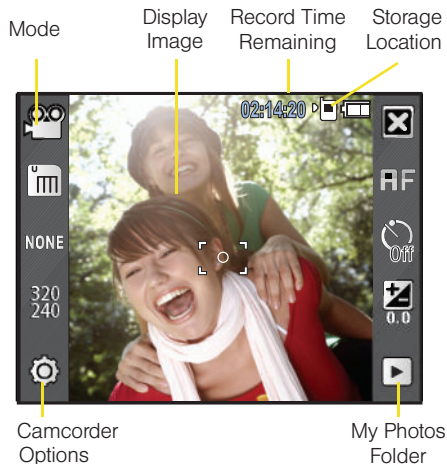 Mode
Display
Image
Record Time
Remaining
Storage
Location
02:14:20
AF
NONE
Off
320
240
0.0
Camcorder
Options
My Photos
Folder